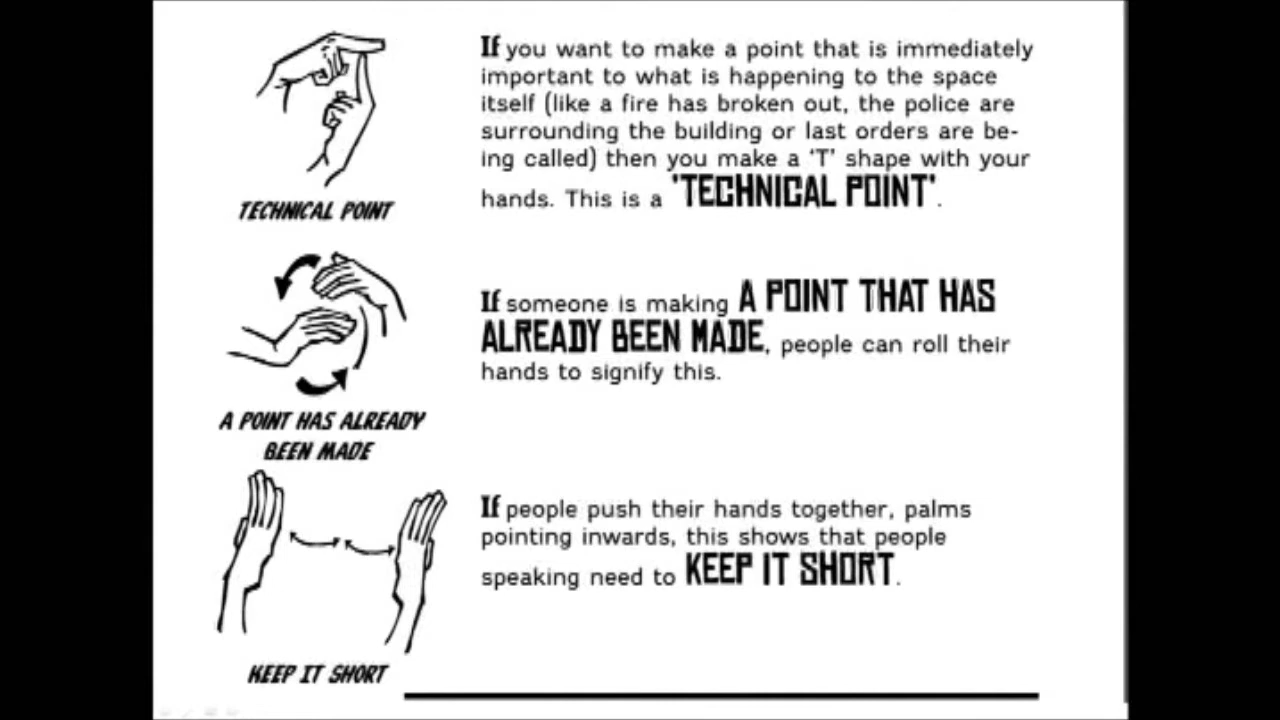 If you want to make a point that is immediately
important to what is happening to the space
itself (like a fire has broken out, the police are
surrounding the building or last orders are be-
ing called) then you make a 'T' shape with your
hands. This is a 'TECHNICAL POINT'.
TECHNICAL POINT
If someone is making A POINT THAT HAS
ALREADY BEEN MADE, people can roll their
hands to signify this.
A POINT HAS ALREADY
BEEN MADE
If people push their hands together, palms
pointing inwards, this shows that people
speaking need to KEEP IT SHORT.
KEEP IT SHORT